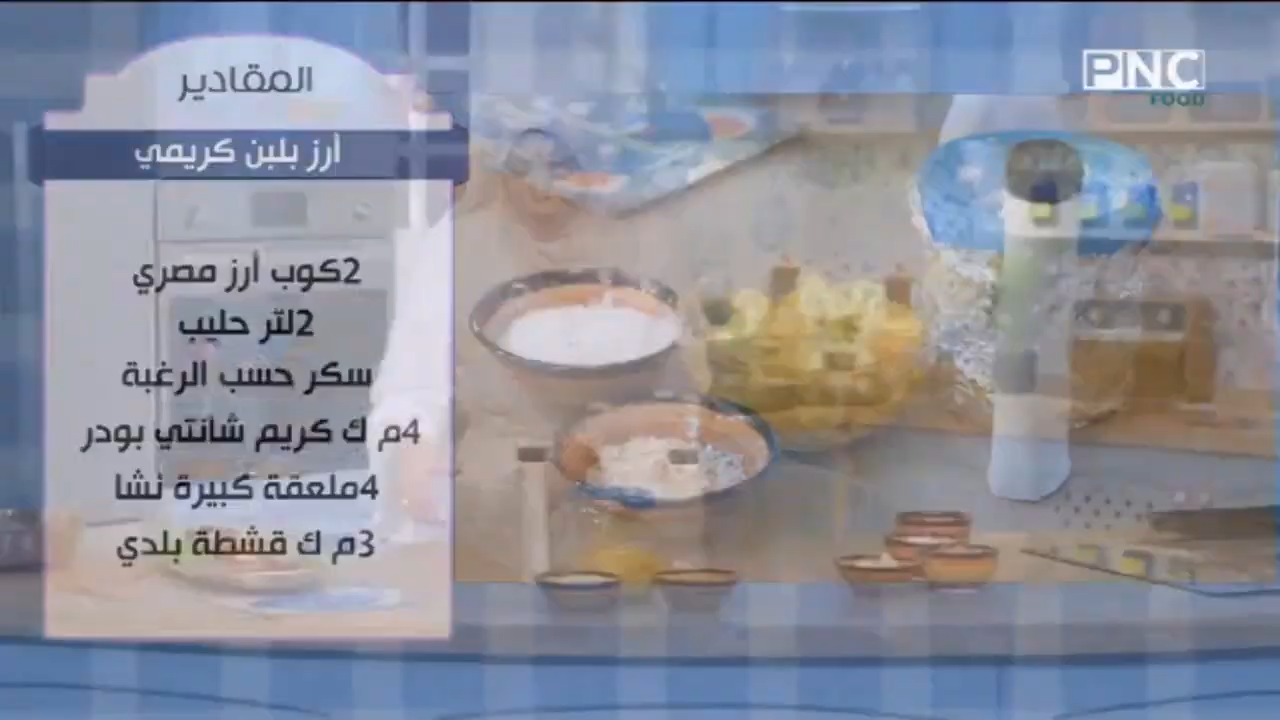 المقادير
أرز بلبن كريمي
2كوب أرز مصري
2لتر حليب
سكر حسب الرغبة
4م ك كريم شانتي بودر
4ملعقة كبيرة نشا
3م ك قشطة بلدي
PNC
FOOD